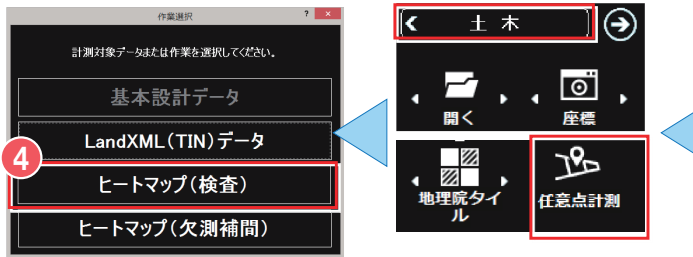 作業選択
?
×
計測対象データまたは作業を選択してください。
基本設計データ
LandXML(TIN)データ
4
ヒートマップ(検査)
ヒートマップ(欠測補間)
土木
開く
座標
地理院タイ
ル
任意点計測